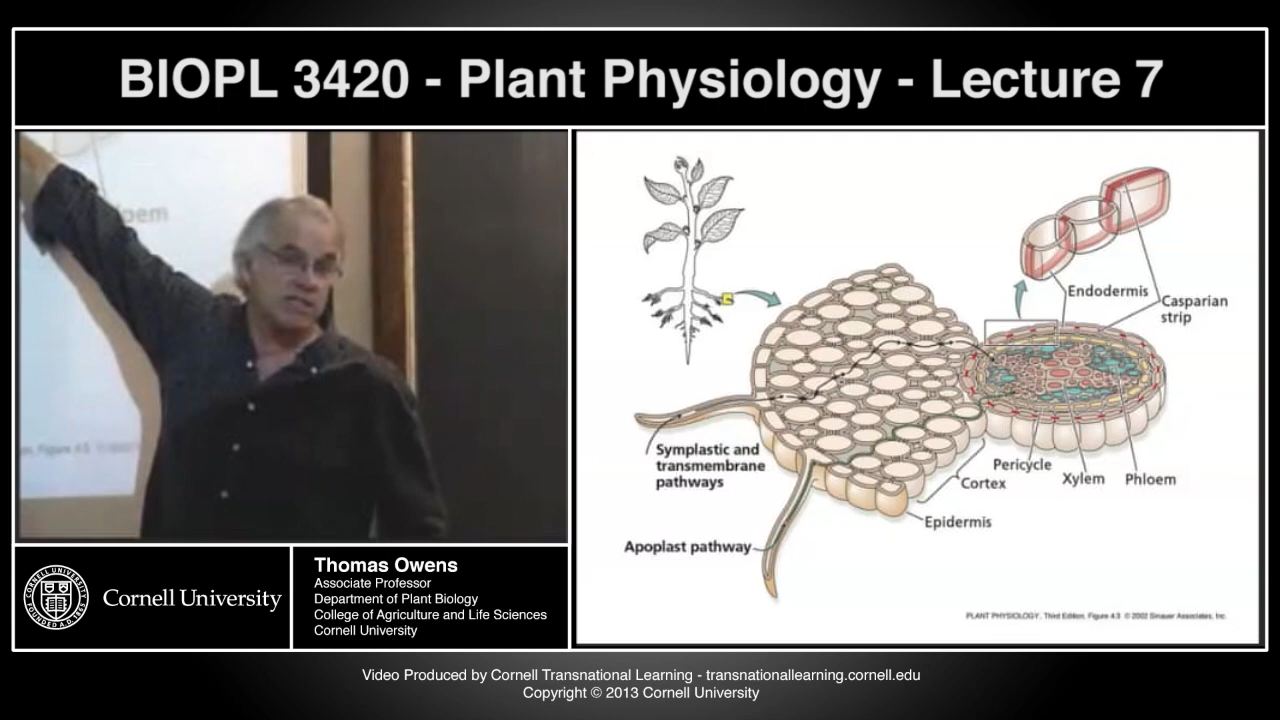 BIOPL 3420 - Plant Physiology - Lecture 7
Endodermis
Casparian
strip
Symplastic and
transmembrane
pathways
Pericycle
Xylem
Phloem
Cortex
Epidermis
Apoplast pathway
PLANT PHYSIOLOGY, Third Edition, Figure 4.3 © 2002 Sinauer Associates, Inc.
Cornell University
Thomas Owens
Associate Professor
Department of Plant Biology
College of Agriculture and Life Sciences
Cornell University
Video Produced by Cornell Transnational Learning - transnationallearning.cornell.edu
Copyright © 2013 Cornell University